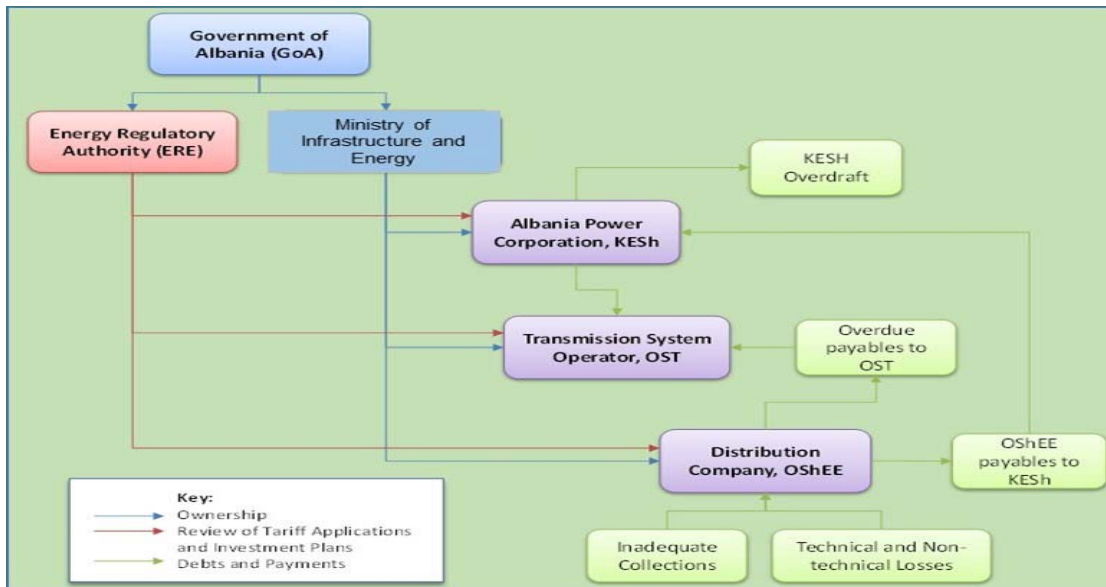 Government of
Albania (GoA)
Energy Regulatory
Authority (ERE)
Ministry of
Infrastructure and
Energy
KESH
Overdraft
Albania Power
Corporation, KESh
Transmission System
Operator, OST
Overdue
payables to
OST
Distribution
Company, OShEE
OShEE
payables to
KESh
Key:
Ownership
Review of Tariff Applications
and Investment Plans
Debts and Payments
Inadequate
Collections
Technical and Non-
technical Losses